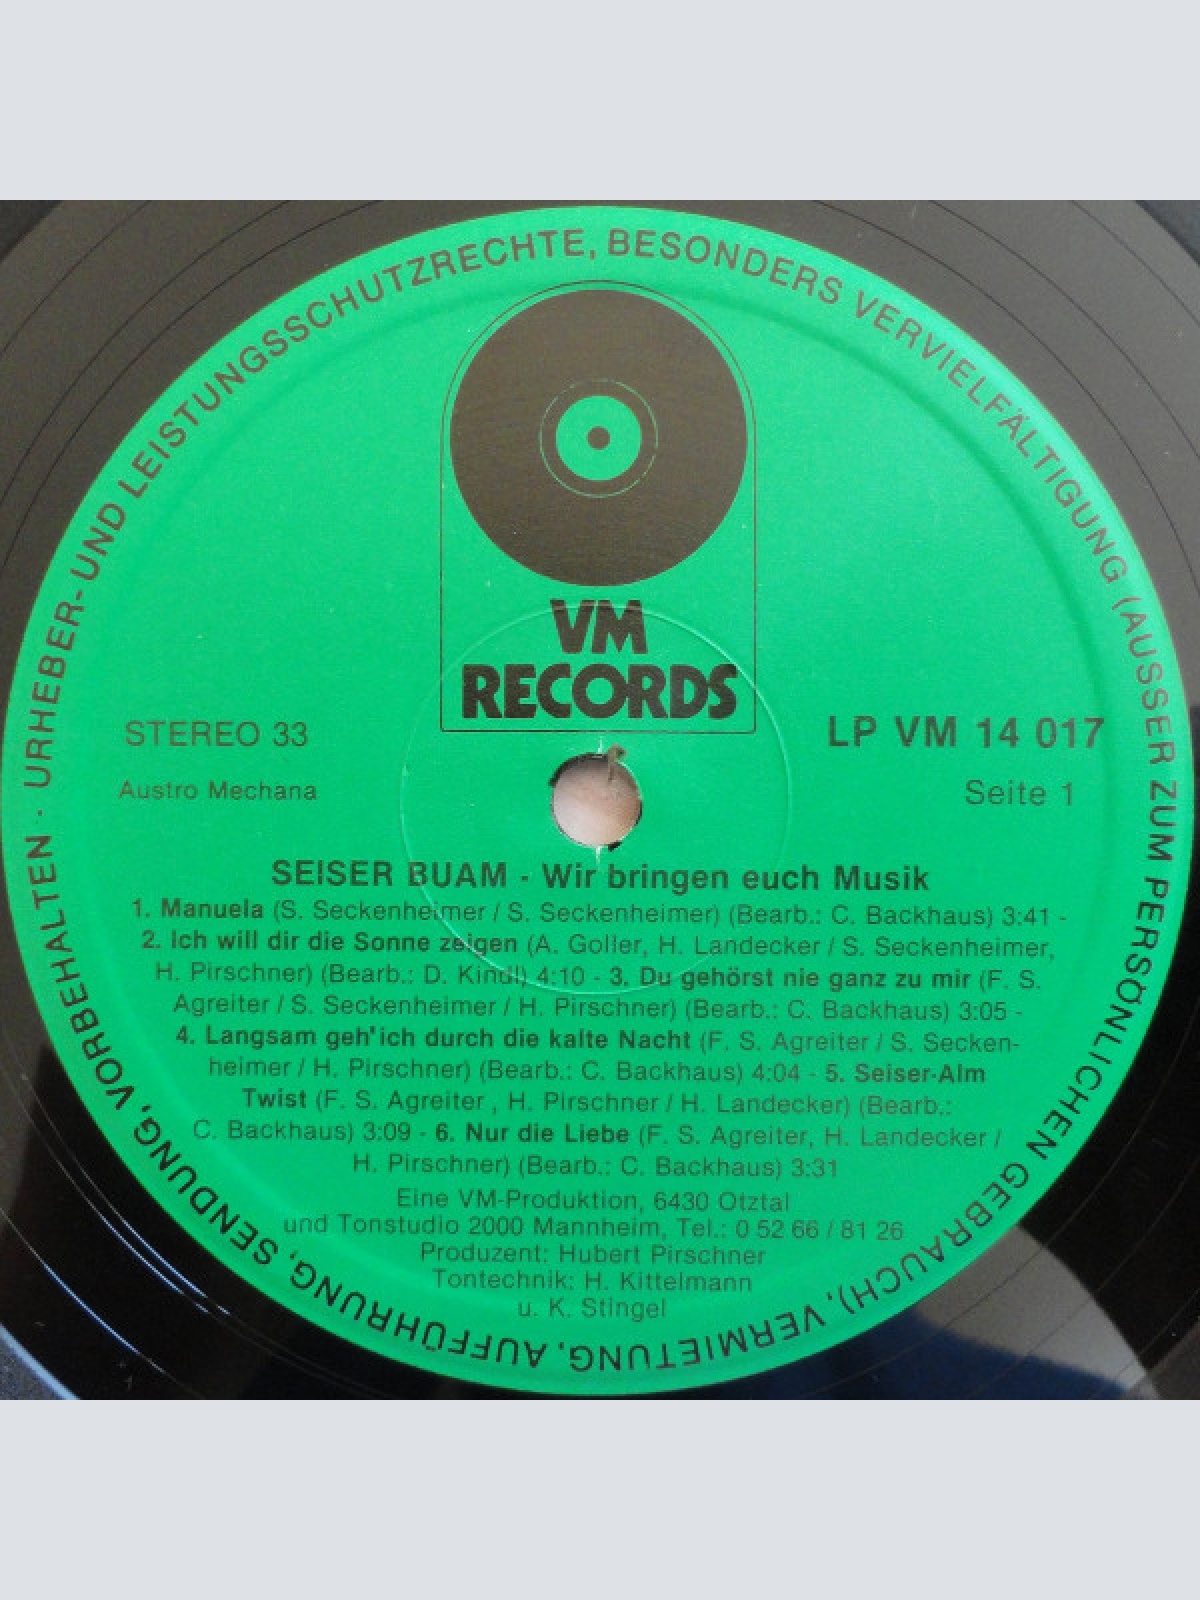 URHEBER- UND LEISTUNGSSCHUTZRECHTE, BESONDERS VERVIELFÄLTIGUNG (AUSSER ZUM PERSÖNLICHEN GEBRAUCH), VERMIETUNG, AUFFÜHRUNG, SENDUNG, VORBEHALTEN ·
VM
RECORDS
STEREO 33
LP VM 14 017
Austro Mechana
Seite 1
SEISER BUAM - Wir bringen euch Musik
1. Manuela (S. Seckenheimer / S. Seckenheimer) (Bearb.: C. Backhaus) 3:41 -
2. Ich will dir die Sonne zeigen (A. Goller, H. Landecker / S. Seckenheimer,
H. Pirschner) (Bearb.: D. Kindl) 4:10 - 3. Du gehörst nie ganz zu mir (F. S.
Agreiter / S. Seckenheimer / H. Pirschner) (Bearb.: C. Backhaus) 3:05 -
4. Langsam geh' ich durch die kalte Nacht (F. S. Agreiter / S. Secken-
heimer / H. Pirschner) (Bearb.: C. Backhaus) 4:04 - 5. Seiser-Alm
Twist (F. S. Agreiter , H. Pirschner / H. Landecker) (Bearb.:
C. Backhaus) 3:09 - 6. Nur die Liebe (F. S. Agreiter, H. Landecker /
H. Pirschner) (Bearb.: C. Backhaus) 3:31
Eine VM-Produktion, 6430 Otztal
und Tonstudio 2000 Mannheim, Tel.: 0 52 66 / 81 26
Produzent: Hubert Pirschner
Tontechnik: H. Kittelmann
u. K. Stingel